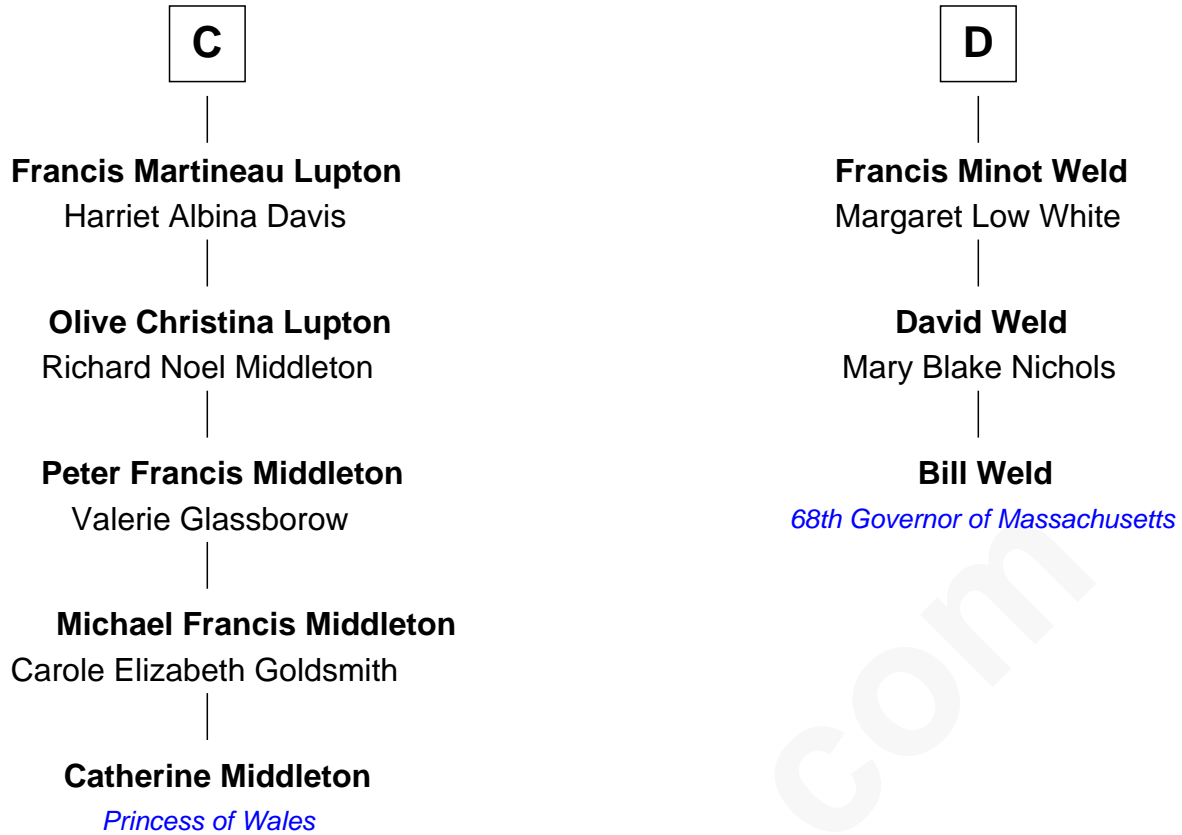 C
Francis Martineau Lupton
Harriet Albina Davis
Olive Christina Lupton
Richard Noel Middleton
Peter Francis Middleton
Valerie Glassborow
Michael Francis Middleton
Carole Elizabeth Goldsmith
Catherine Middleton
Princess of Wales
D
Francis Minot Weld
Margaret Low White
David Weld
Mary Blake Nichols
Bill Weld
68th Governor of Massachusetts
com